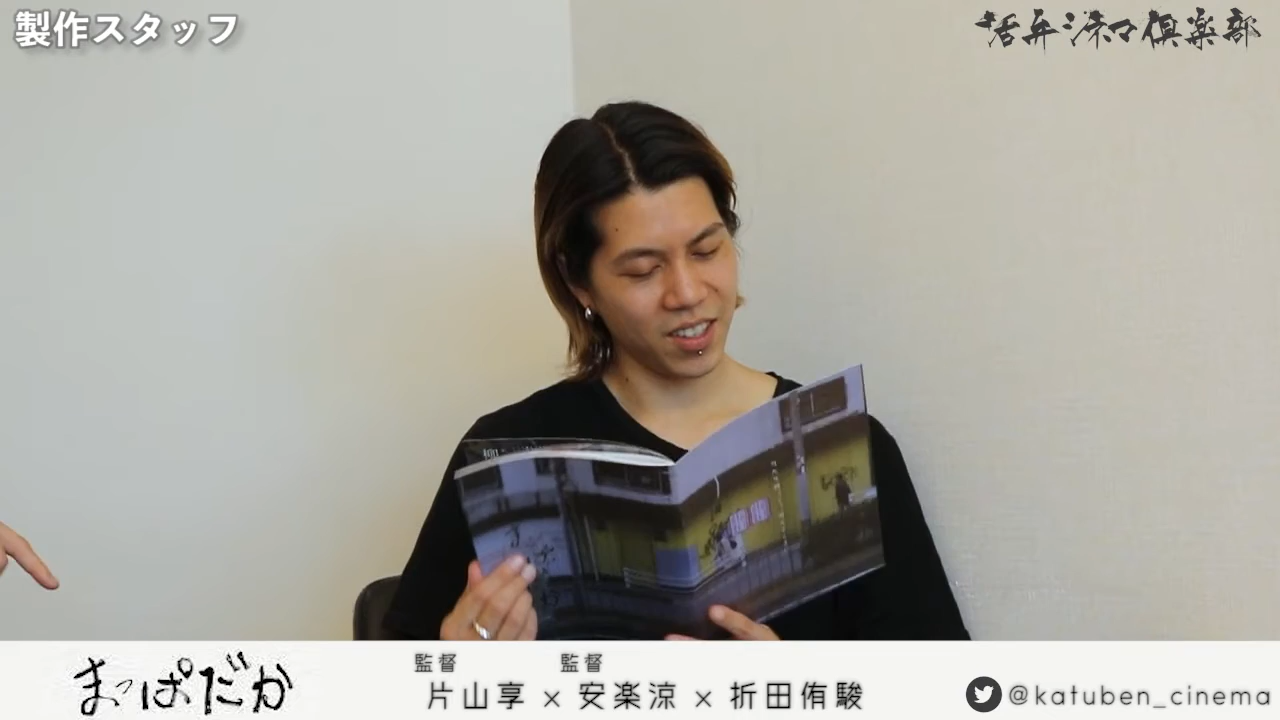 製作スタッフ
活弁シネマ倶楽部
まっぱだか
監督 監督
片山享 × 安楽涼 × 折田侑駿
@katuben_cinema